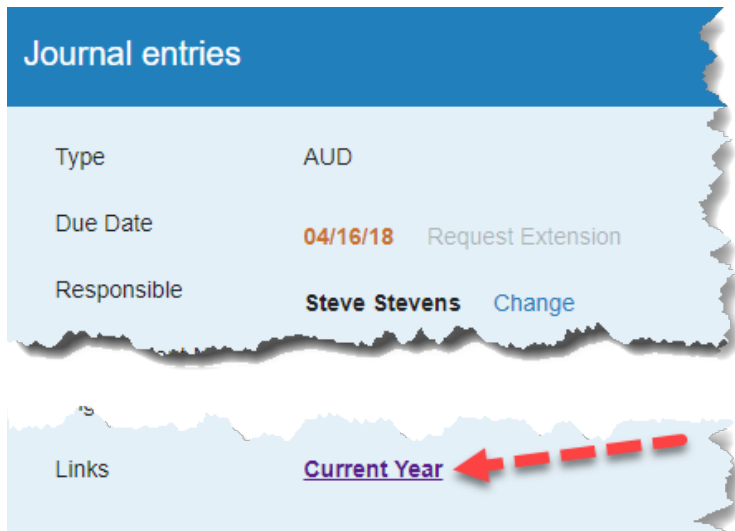 Journal entries
Type AUD
Due Date 04/16/18 Request Extension
Responsible Steve Stevens Change
Links Current Year